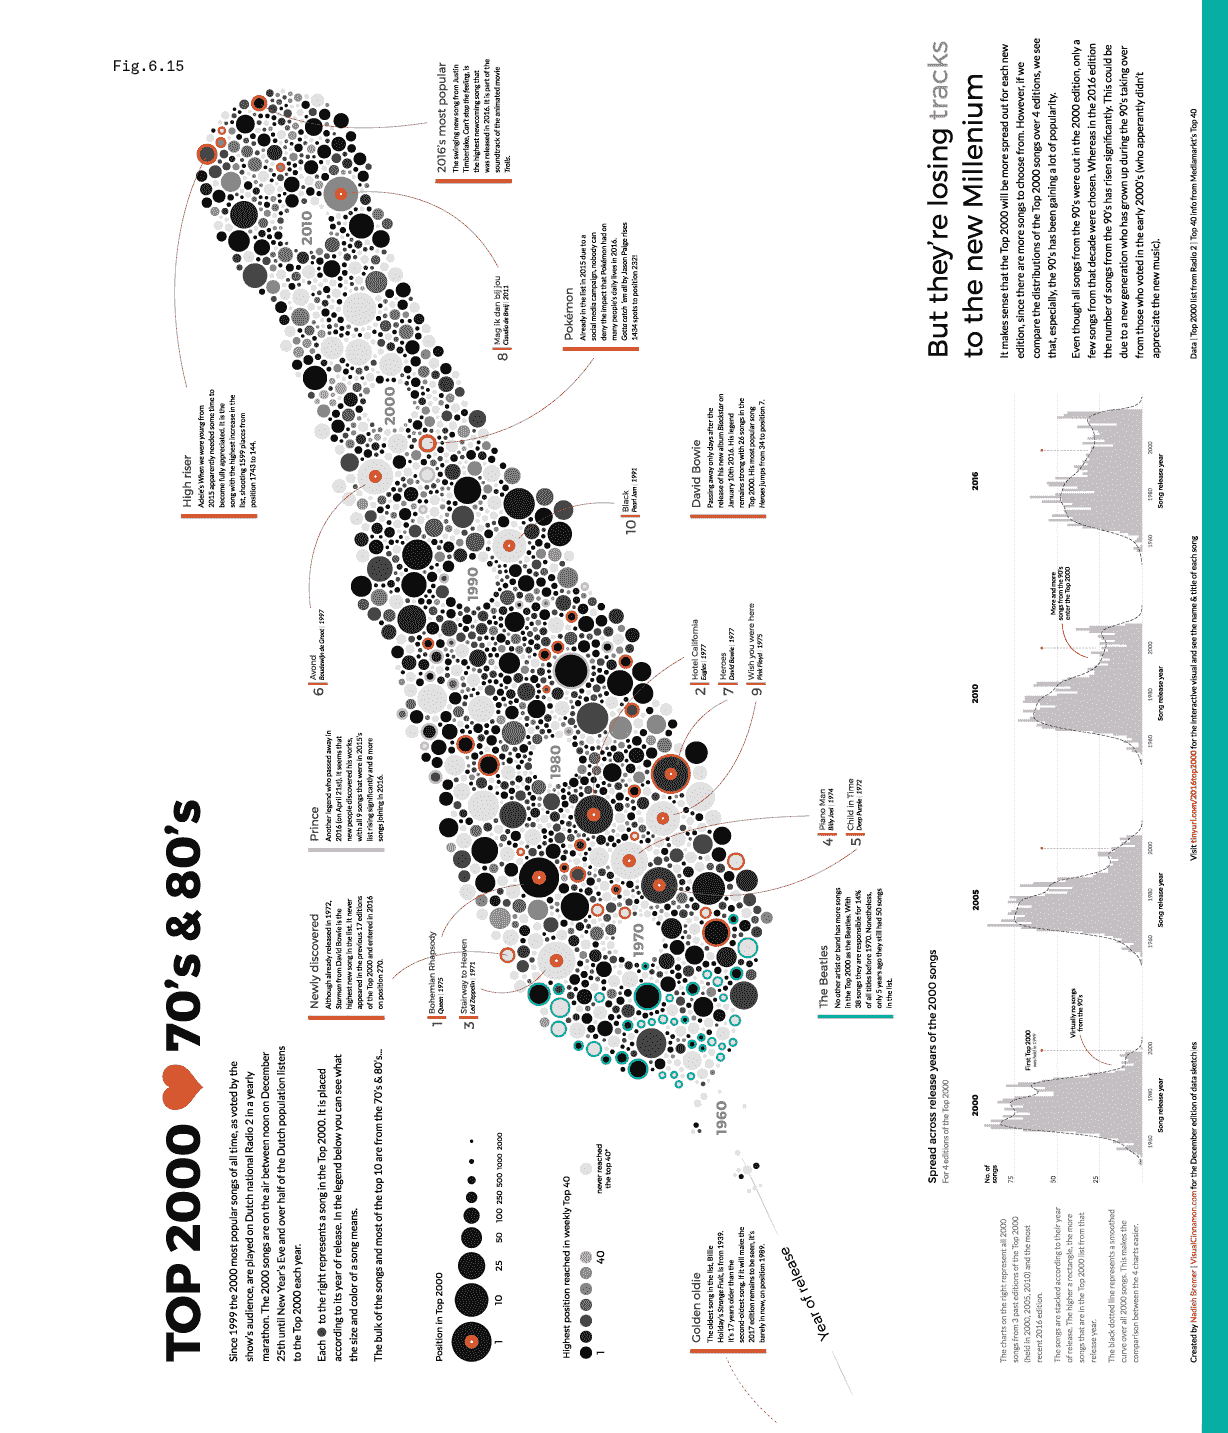 Fig.6.15
TOP 2000 70's & 80's
Since 1999 the 2000 most popular songs of all time, as voted by the
show's audience, are played on Dutch national Radio 2 in a yearly
marathon. The 2000 songs are on the air between noon on December
25th until New Year's Eve and over half of the Dutch population listens
to the top 2000 each year.
Each to the right represents a song in the Top 2000. It is placed
according to its year of release. In the legend below you can see what
the size and color of a song means.
The bulk of the songs and most of the top 10 are from the 70's & 80's...
Position in Top 2000
1 10 25 50 100 250 500 1000 2000
Highest position reached in weekly Top 40
1 40
never reached
the top 40*
Golden oldie
The oldest song in the list, Billie
Holiday's Strange Fruit, is from 1939.
It's 17 years older than the
second-oldest song. If it will make the
2017 edition remains to be seen, it's
barely in now, on position 1989.
Year of release
Newly discovered
Although already released in 1972,
Starman from David Bowie is the
highest new song in the list. It never
appeared in the previous 17 editions
of the Top 2000 and entered in 2016
on position 270.
Prince
Another legend who passed away in
2016 (on April 21st). It seems that
new people discovered his works,
with all 9 songs that were in 2015's
list rising significantly and 8 more
songs joining in 2016.
High riser
Adele's When we were young from
2015 apparently needed some time to
become fully appreciated. It is the
song with the highest increase in the
list, shooting 1599 places from
position 1743 to 144.
1 Bohemian Rhapsody
Queen | 1975
3 Stairway to Heaven
Led Zeppelin | 1971
6 Avond
Boudewijn de Groot | 1997
1960
1970
1980
1990
2000
2010
2016's most popular
The swinging new song from Justin
Timberlake, Can't stop the feeling, is
the highest newcoming song that
was released in 2016. It is part of the
soundtrack of the animated movie
Trolls.
8 Mag ik dan bij jou
Claudia de Breij | 2011
Pokémon
Already in the list in 2015 due to a
social media campaign, nobody can
deny the impact that Pokémon had on
many people's daily lives in 2016.
Gotta catch 'em all by Jason Paige rises
1434 spots to position 232!
10 Black
Pearl Jam | 1991
David Bowie
Passing away only days after the
release of his new album Blackstar on
January 10th 2016. His legend
remains strong with 26 songs in the
Top 2000. His most popular song
Heroes jumps from 34 to position 7.
2 Hotel California
Eagles | 1977
7 Heroes
David Bowie | 1977
9 Wish you were here
Pink Floyd | 1975
4 Piano Man
Billy Joel | 1974
5 Child in Time
Deep Purple | 1972
The Beatles
No other artist or band has more songs
in the Top 2000 as the Beatles. With
38 songs they are responsible for 14%
of all titles before 1970. Nonetheless,
only 5 years ago they still had 50 songs
in the list.
But they're losing tracks
to the new Millenium
It makes sense that the Top 2000 will be more spread out for each new
edition, since there are more songs to choose from. However, if we
compare the distributions of the Top 2000 songs over 4 editions, we see
that, especially, the 90's has been gaining a lot of popularity.
Even though all songs from the 90's were out in the 2000 edition, only a
few songs from that decade were chosen. Whereas in the 2016 edition
the number of songs from the 90's has risen significantly. This could be
due to a new generation who has grown up during the 90's taking over
from those who voted in the early 2000's (who apperantly didn't
appreciate the new music).
Spread across release years of the 2000 songs
For 4 editions of the Top 2000
The charts on the right represent all 2000
songs from 3 past editions of the Top 2000
(held in 2000, 2005, 2010) and the most
recent 2016 edition.
The songs are stacked according to their year
of release. The higher a rectangle, the more
songs that are in the Top 2000 list from that
release year.
The black dotted line represents a smoothed
curve over all 2000 songs. This makes the
comparison between the 4 charts easier.
No. of
songs
75
50
25
2000
First Top 2000
Virtually no songs
from the 90's
1960 1980 2000
Song release year
2005
1960 1980 2000
Song release year
2010
More and more
songs from the 90's
enter the Top 2000
1960 1980 2000
Song release year
2016
1960 1980 2000
Song release year
Created by Nadieh Bremer | VisualCinnamon.com for the December edition of data sketch|es
Visit tinyurl.com/2016top2000 for the interactive visual and see the name & title of each song
Data | Top 2000 list from Radio 2 | Top 40 info from Mediamarkt's Top 40